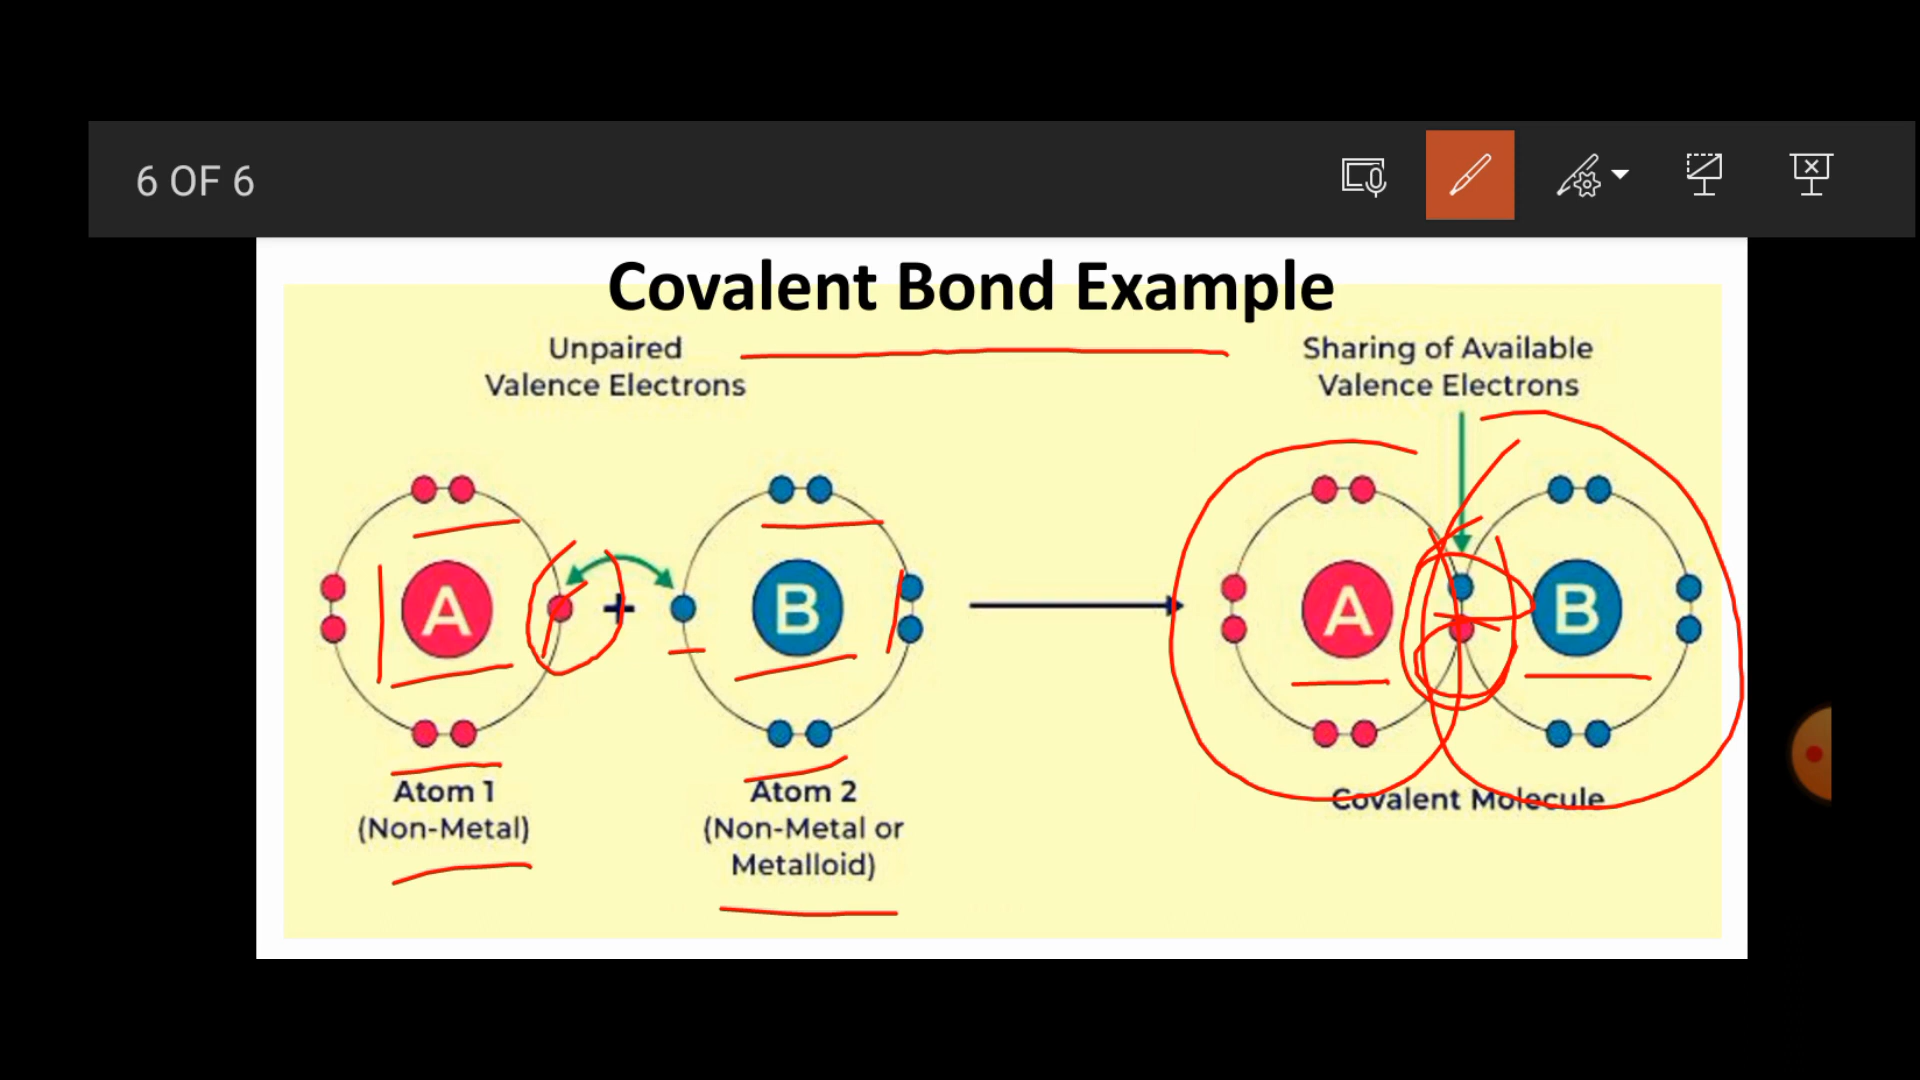 6 OF 6
Covalent Bond Example
Unpaired
Valence Electrons
Sharing of Available
Valence Electrons
A
+
B
A
B
Atom 1
(Non-Metal)
Atom 2
(Non-Metal or
Metalloid)
Covalent Molecule